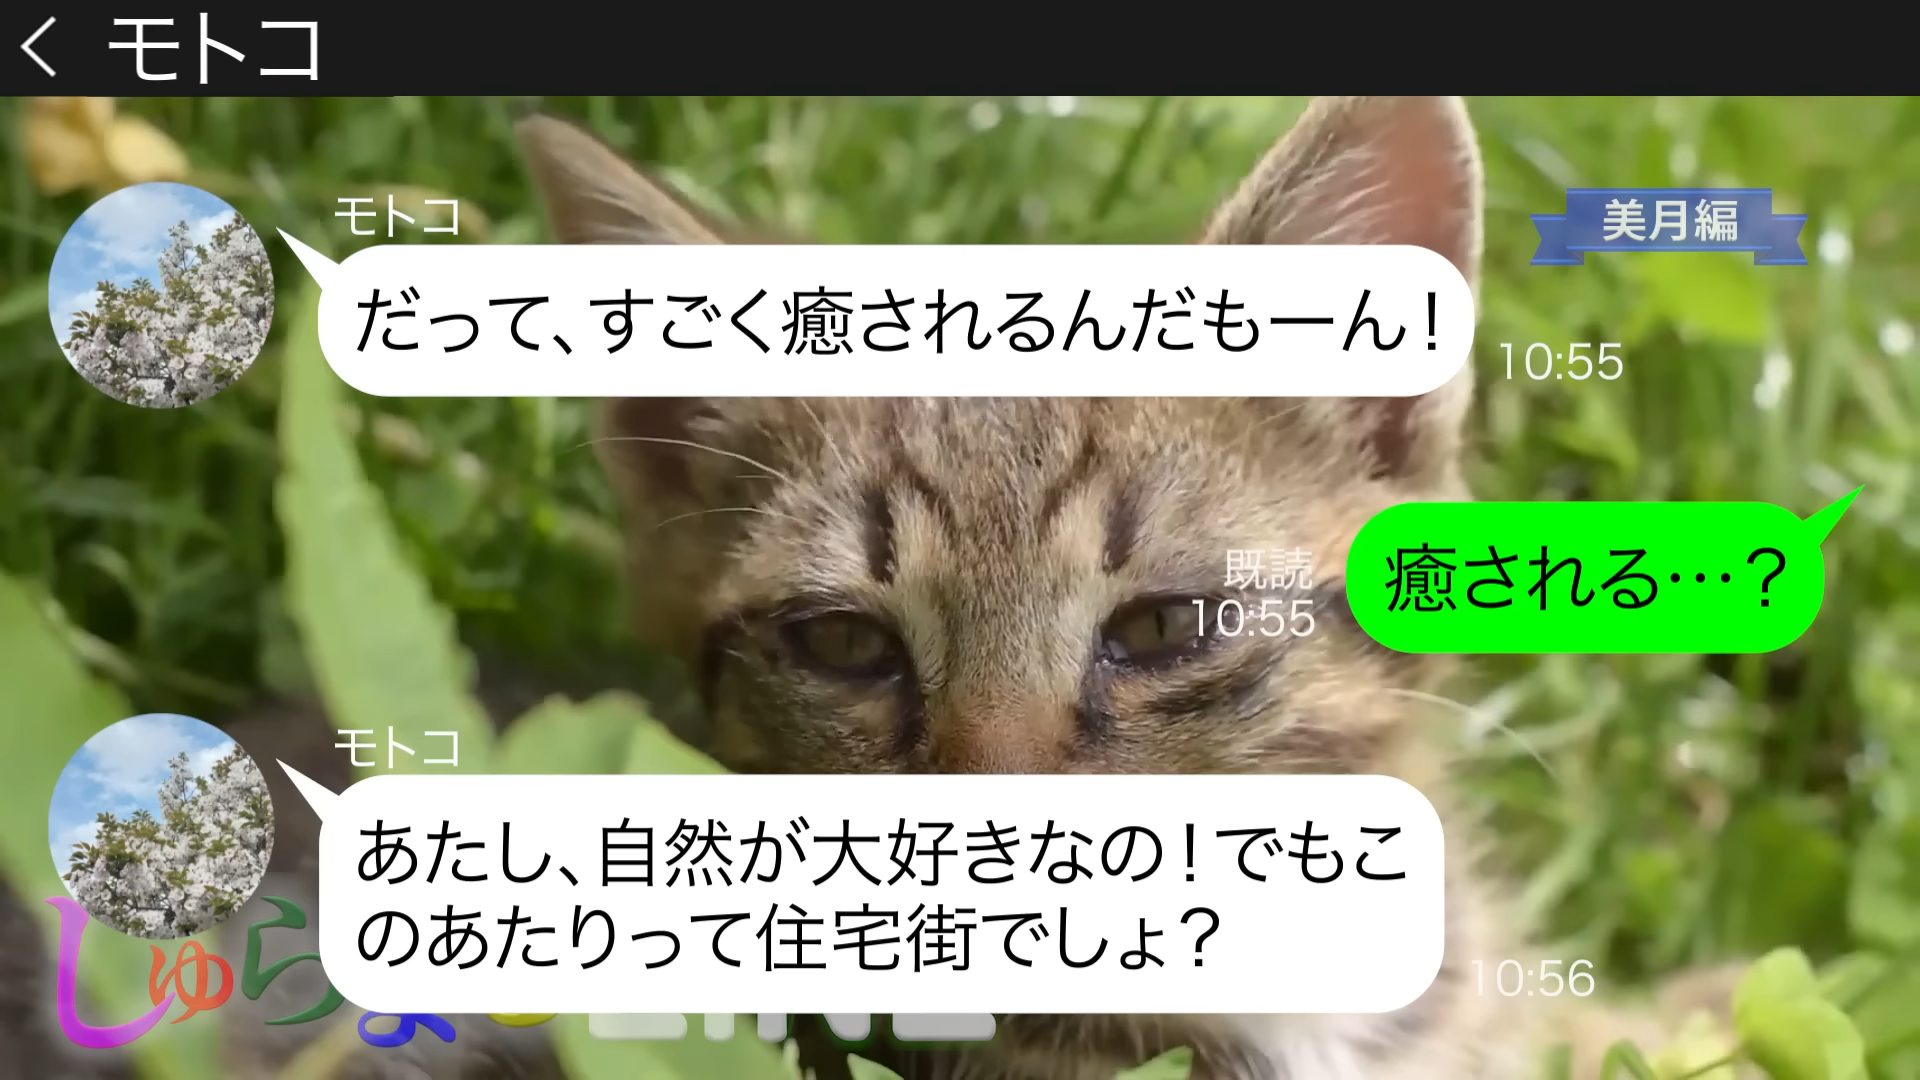 モトコ
モトコ
美月編
だって、すごく癒されるんだもーん！
10:55
癒される…？
既読
10:55
モトコ
あたし、自然が大好きなの！でもこ
のあたりって住宅街でしょ？
10:56
しゅら
LINE